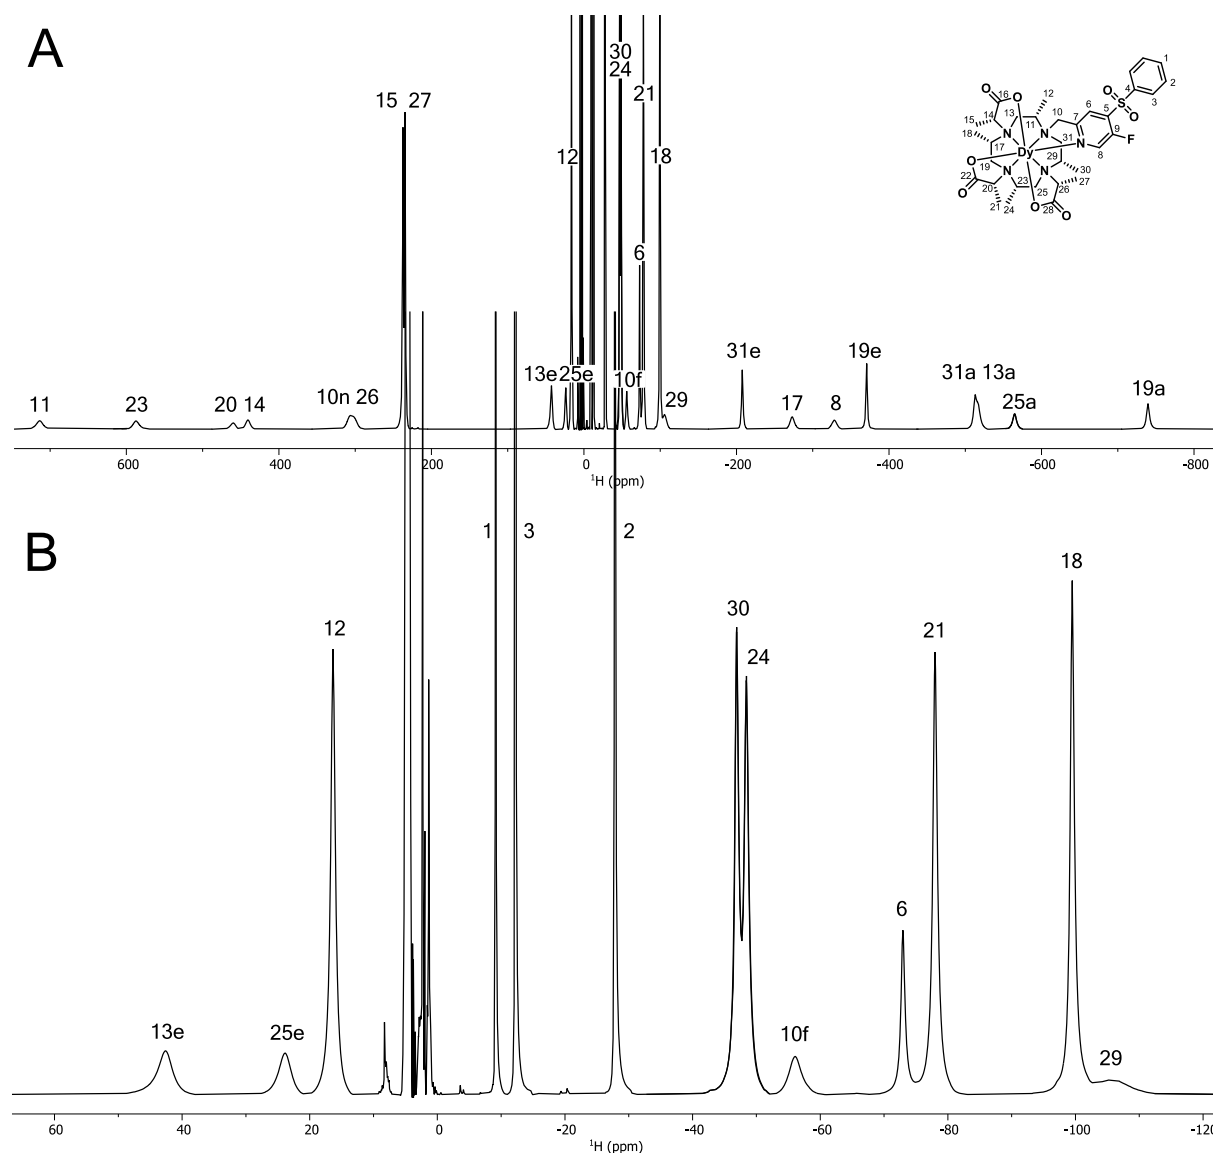 A
30
24
21
15 27
12
18
6
11
23
20 14
10n 26
13e
25e
10f
29
31e
17
8
19e
31a 13a
25a
19a
600
400
200
0
-200
-400
-600
-800
¹H (ppm)
1
2
3
4
O
S
O
5
6
F
9
8
7
N
31
10
12
11
13
16
O
O
14
15
18
17
N
N
Dy
29
30
27
19
O
22
O
N
N
20
21
23
24
25
26
28
O
O
B
1
3
2
12
13e
25e
30
24
10f
6
21
18
29
60
40
20
0
-20
-40
-60
-80
-100
-120
¹H (ppm)